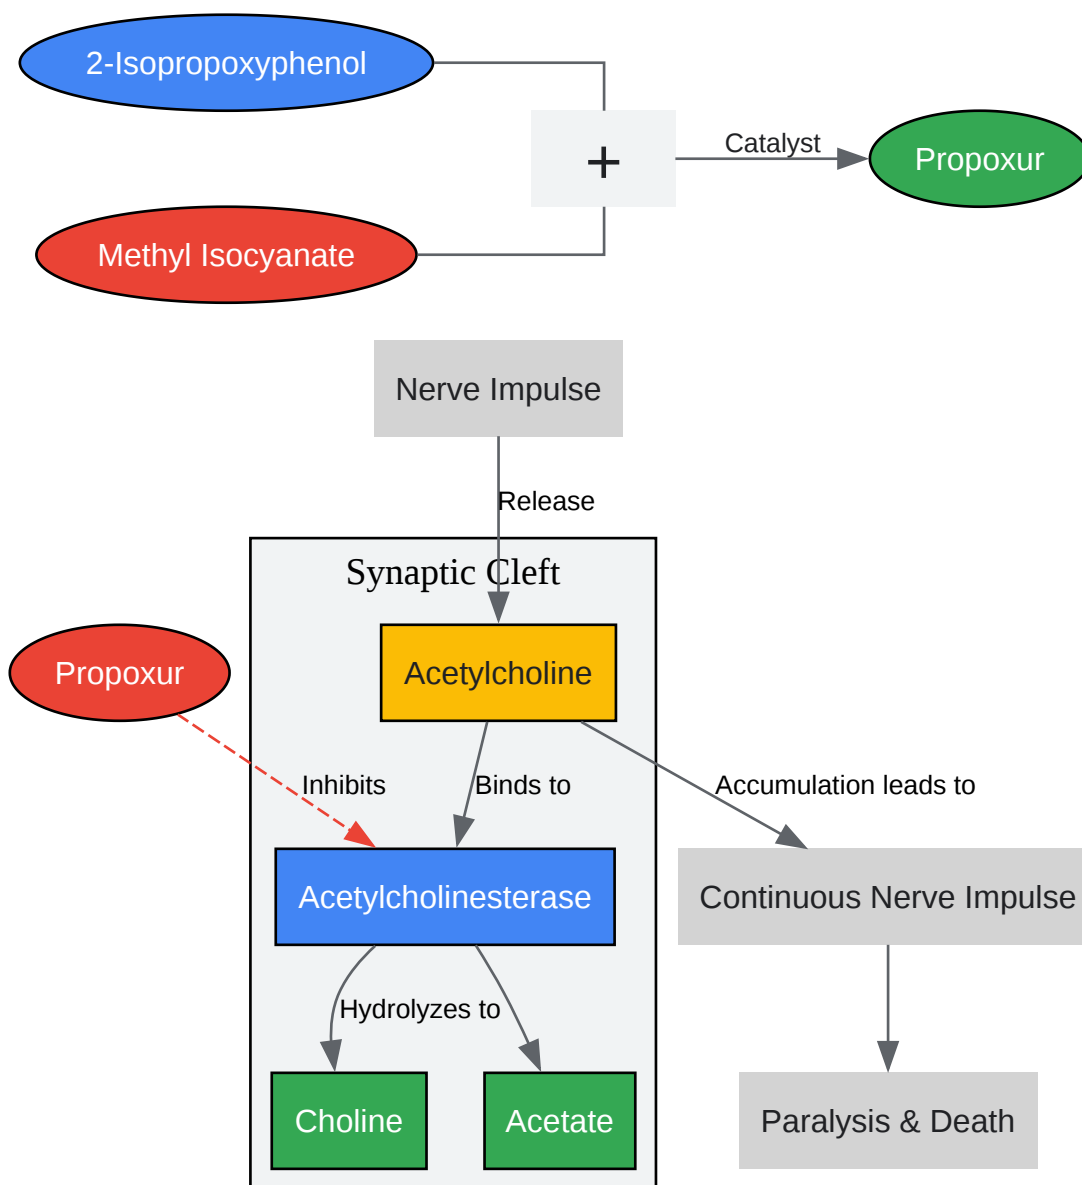 2-Isopropoxyphenol
+
Catalyst
Propoxur
Methyl Isocyanate
Nerve Impulse
Release
Synaptic Cleft
Propoxur
Acetylcholine
Inhibits
Binds to
Accumulation leads to
Acetylcholinesterase
Continuous Nerve Impulse
Hydrolyzes to
Choline
Acetate
Paralysis & Death